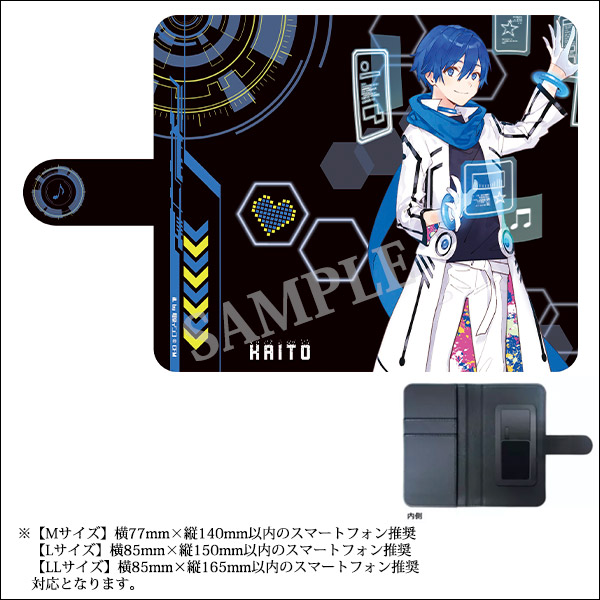 SAMPLE
KAITO
内側
※【Mサイズ】横77mm×縦140mm以内のスマートフォン推奨
【Lサイズ】横85mm×縦150mm以内のスマートフォン推奨
【LLサイズ】横85mm×縦165mm以内のスマートフォン推奨
対応となります。